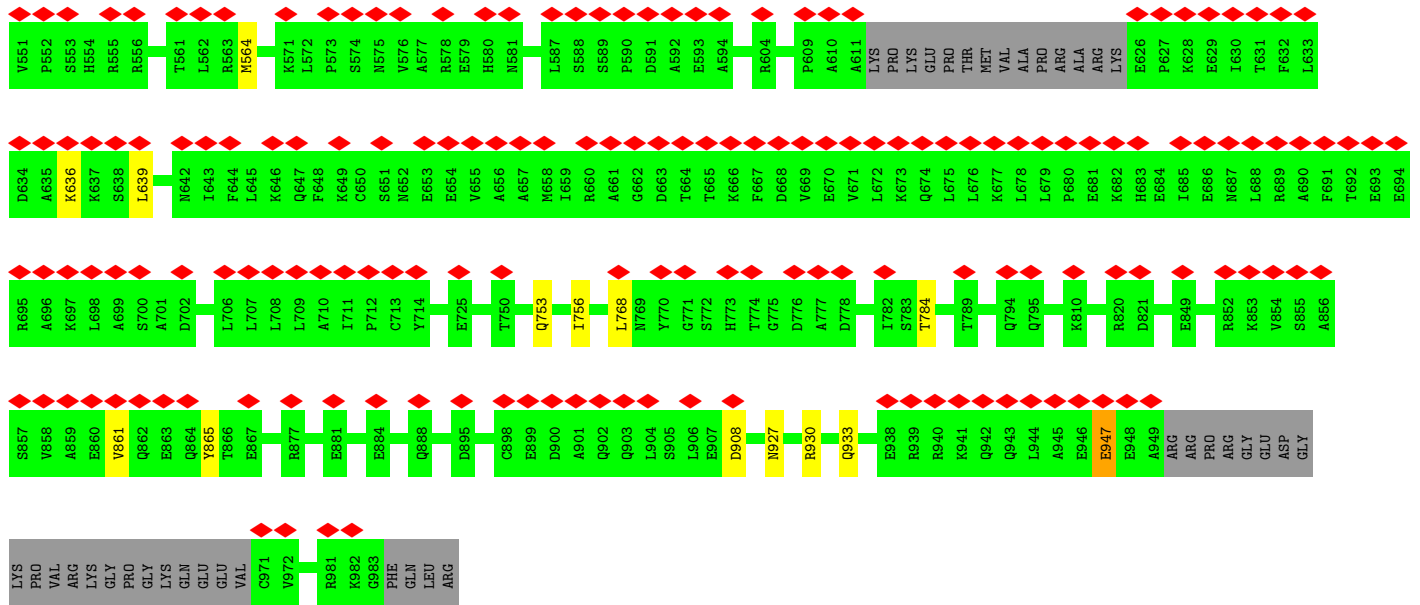 V551 P552 S553 H554 R555 R556 T561 L562 R563 M564 K571 L572 P573 S574 N575 V576 A577 R578 E579 H580 N581 L587 S588 S589 P590 D591 A592 E593 A594 R604 P609 A610 A611 LYS PRO LYS GLU PRO THR MET VAL ALA PRO ARG ALA ARG LYS E626 P627 K628 E629 I630 T631 F632 L633
D634 A635 K636 K637 S638 L639 N642 I643 F644 L645 K646 Q647 F648 K649 C650 S651 N652 E653 E654 V655 A656 A657 M658 I659 R660 A661 G662 D663 T664 T665 K666 F667 D668 V669 E670 V671 L672 K673 Q674 L675 L676 K677 L678 L679 P680 E681 K682 H683 E684 I685 E686 N687 L688 R689 A690 F691 T692 E693 E694
R695 A696 K697 L698 A699 S700 A701 D702 L706 L707 L708 L709 A710 I711 P712 C713 Y714 E725 T750 Q753 I756 L768 N769 Y770 G771 S772 H773 T774 G775 D776 A777 D778 I782 S783 T784 T789 Q794 Q795 K810 R820 D821 E849 R852 K853 V854 S855 A856
S857 V858 A859 E860 V861 Q862 E863 Q864 Y865 T866 E867 R877 E881 E884 Q888 D895 C898 E899 D900 A901 Q902 Q903 L904 S905 L906 E907 D908 N927 R930 Q933 E938 R939 R940 K941 Q942 Q943 L944 A945 E946 E947 E948 A949 ARG ARG PRO ARG GLY GLU ASP GLY
LYS PRO VAL ARG LYS GLY PRO GLY LYS GLN GLU GLU VAL C971 V972 R981 K982 G983 PHE GLN LEU ARG